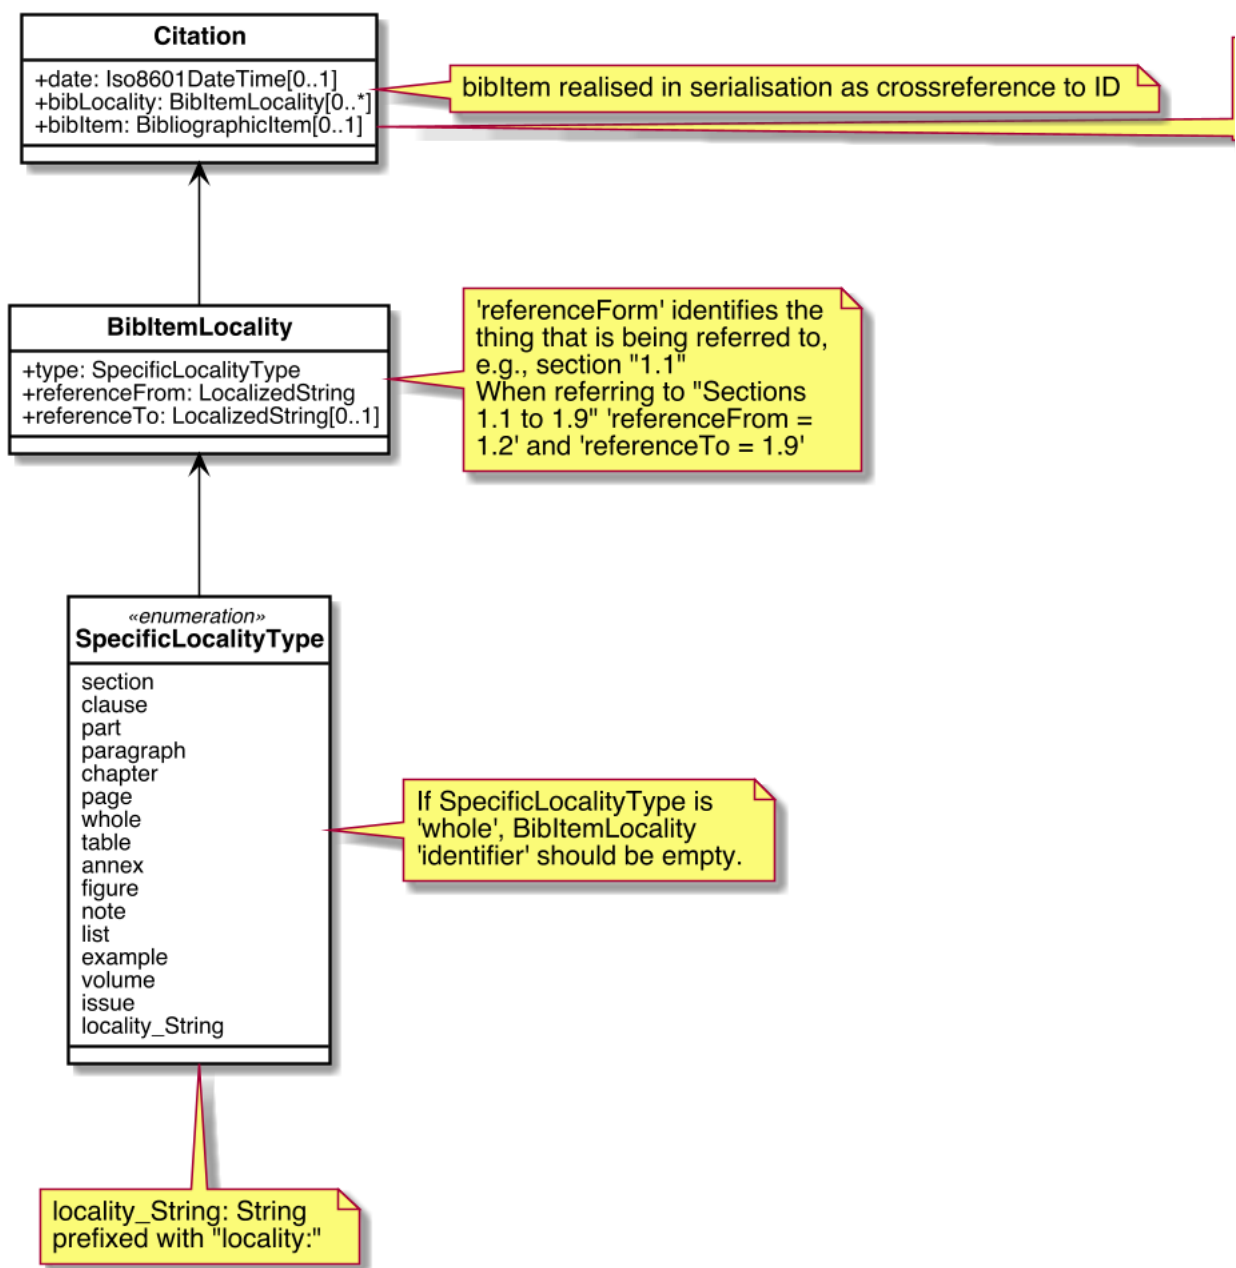 Citation
+date: Iso8601DateTime[0..1]
+bibLocality: BibItemLocality[0..*]
+bibItem: BibliographicItem[0..1]
bibItem realised in serialisation as crossreference to ID
BibItemLocality
+type: SpecificLocalityType
+referenceFrom: LocalizedString
+referenceTo: LocalizedString[0..1]
'referenceForm' identifies the
thing that is being referred to,
e.g., section "1.1"
When referring to "Sections
1.1 to 1.9" 'referenceFrom =
1.2' and 'referenceTo = 1.9'
«enumeration»
SpecificLocalityType
section
clause
part
paragraph
chapter
page
whole
table
annex
figure
note
list
example
volume
issue
locality_String
If SpecificLocalityType is
'whole', BibItemLocality
'identifier' should be empty.
locality_String: String
prefixed with "locality:"